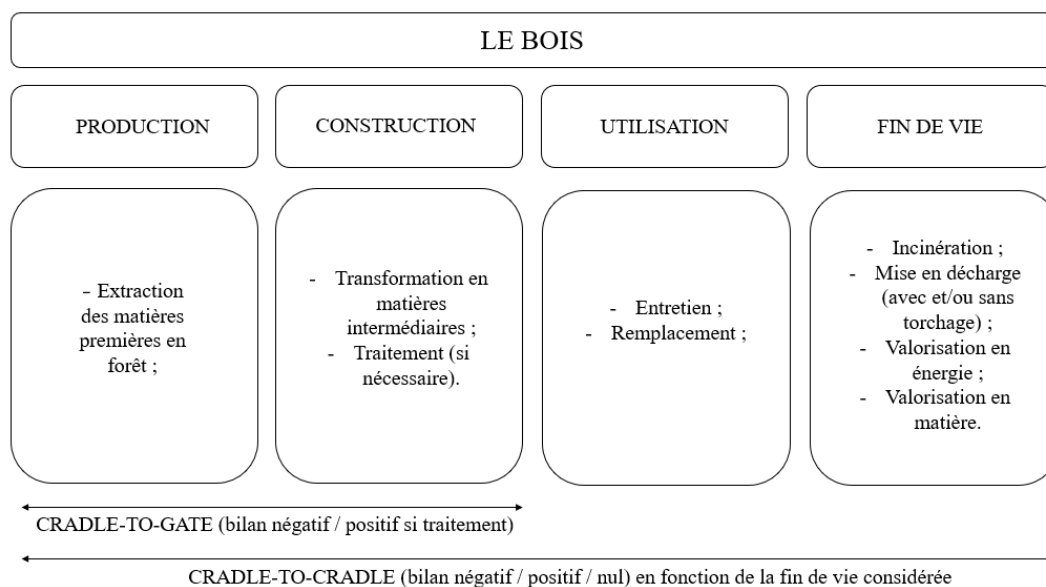 LE BOIS
PRODUCTION
CONSTRUCTION
UTILISATION
FIN DE VIE
– Extraction
des matières
premières en
forêt ;
- Transformation en
matières
intermédiaires ;
- Traitement (si
nécessaire).
- Entretien ;
- Remplacement ;
- Incinération ;
- Mise en décharge
(avec et/ou sans
torchage) ;
- Valorisation en
énergie ;
- Valorisation en
matière.
CRADLE-TO-GATE (bilan négatif / positif si traitement)
CRADLE-TO-CRADLE (bilan négatif / positif / nul) en fonction de la fin de vie considérée